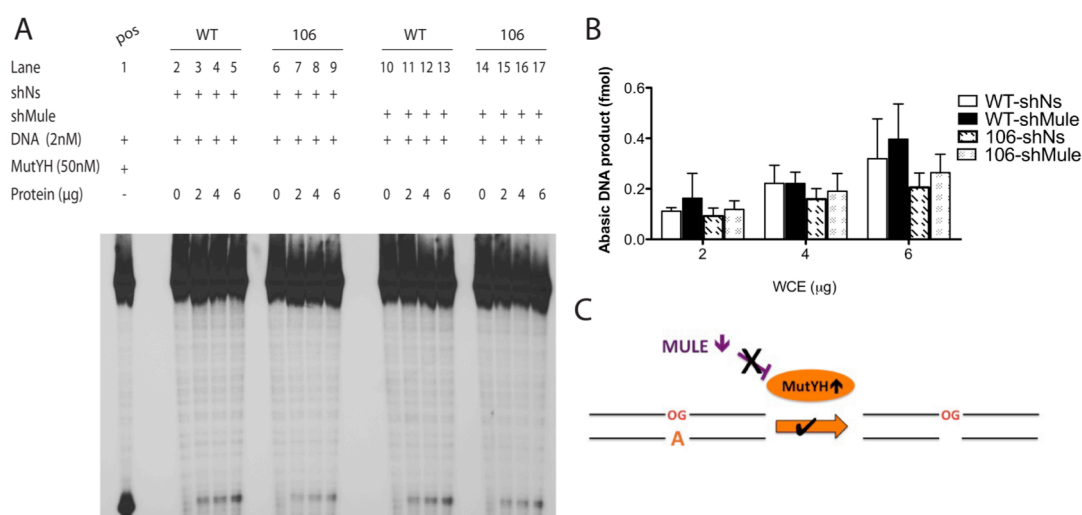 A
pos WT 106 WT 106
Lane 1 2 3 4 5 6 7 8 9 10 11 12 13 14 15 16 17
shNs + + + + + + + +
shMule + + + + + + + +
DNA (2nM) + + + + + + + + + + + + + + + + +
MutYH (50nM) +
Protein (µg) - 0 2 4 6 0 2 4 6 0 2 4 6 0 2 4 6
B
Abasic DNA product (fmol)
0.6
0.4
0.2
0.0
2 4 6
WCE (µg)
WT-shNs
WT-shMule
106-shNs
106-shMule
C
MULE
X
MutYH
OG OG
A